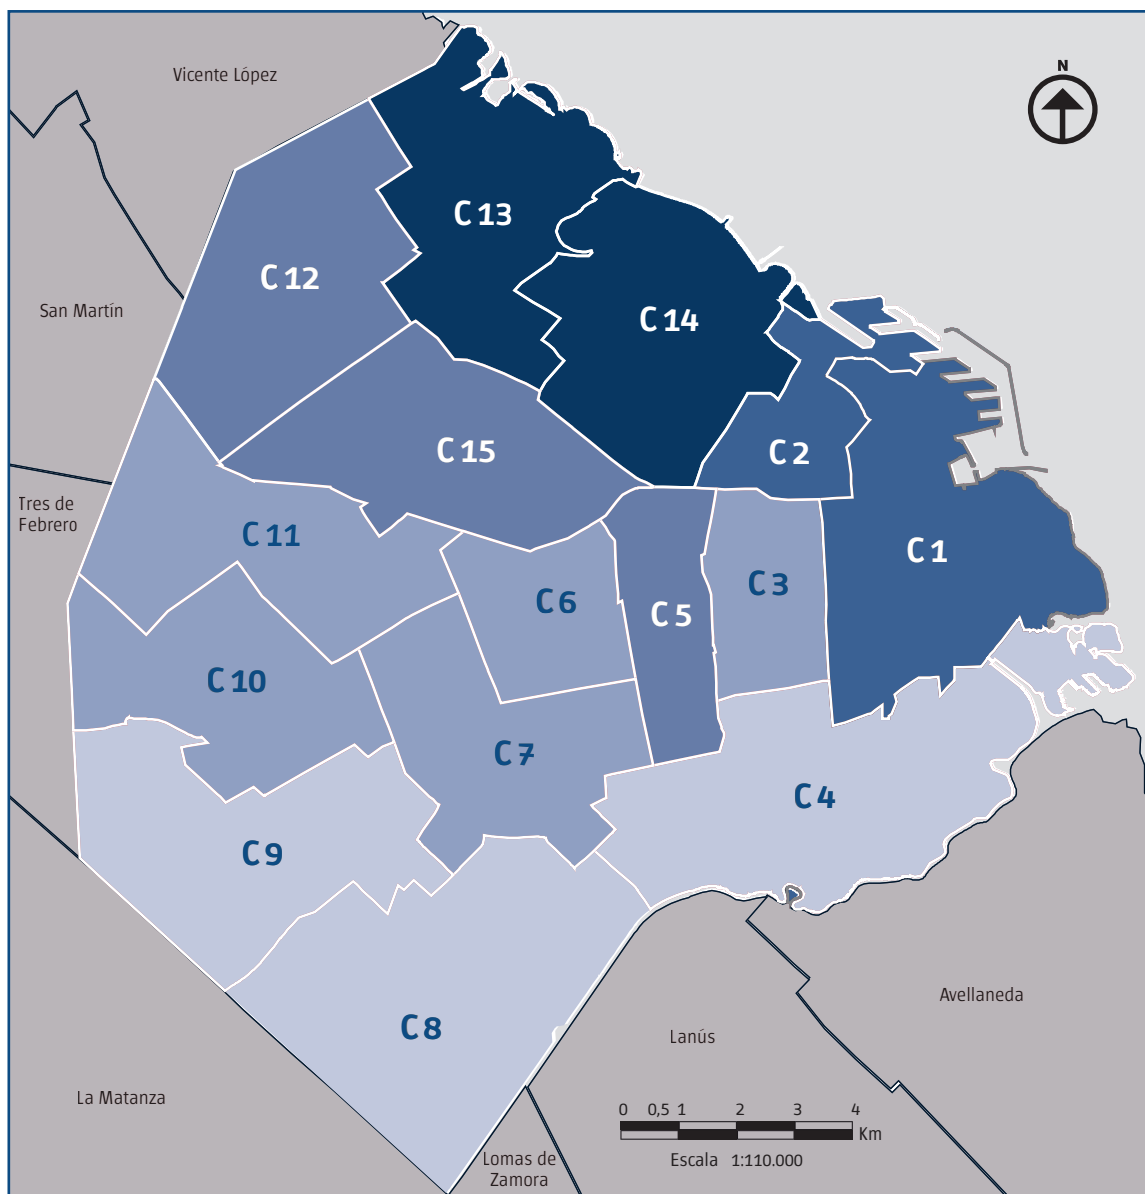 N
Vicente López
C 13
C 12
San Martín
C 14
C 15
C 2
Tres de
Febrero
C 11
C 1
C 3
C 6
C 5
C 10
C 7
C 4
C 9
Avellaneda
C 8
Lanús
La Matanza
0 0,5 1 2 3 4
Km
Escala 1:110.000
Lomas de
Zamora